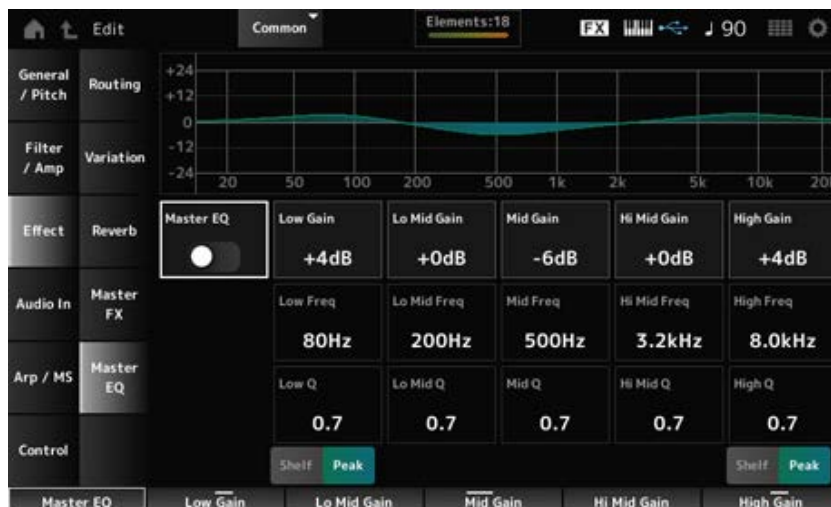 Edit
Common
Elements:18
FX
♩ 90
General / Pitch
Routing
Filter / Amp
Variation
Effect
Reverb
Audio In
Master FX
Arp / MS
Master EQ
Control
+24
+12
0
-12
-24
20 50 100 200 500 1k 2k 5k 10k 20
Master EQ
Low Gain
+4dB
Lo Mid Gain
+0dB
Mid Gain
-6dB
Hi Mid Gain
+0dB
High Gain
+4dB
Low Freq
80Hz
Lo Mid Freq
200Hz
Mid Freq
500Hz
Hi Mid Freq
3.2kHz
High Freq
8.0kHz
Low Q
0.7
Lo Mid Q
0.7
Mid Q
0.7
Hi Mid Q
0.7
High Q
0.7
Shelf Peak
Shelf Peak
Master EQ Low Gain Lo Mid Gain Mid Gain Hi Mid Gain High Gain